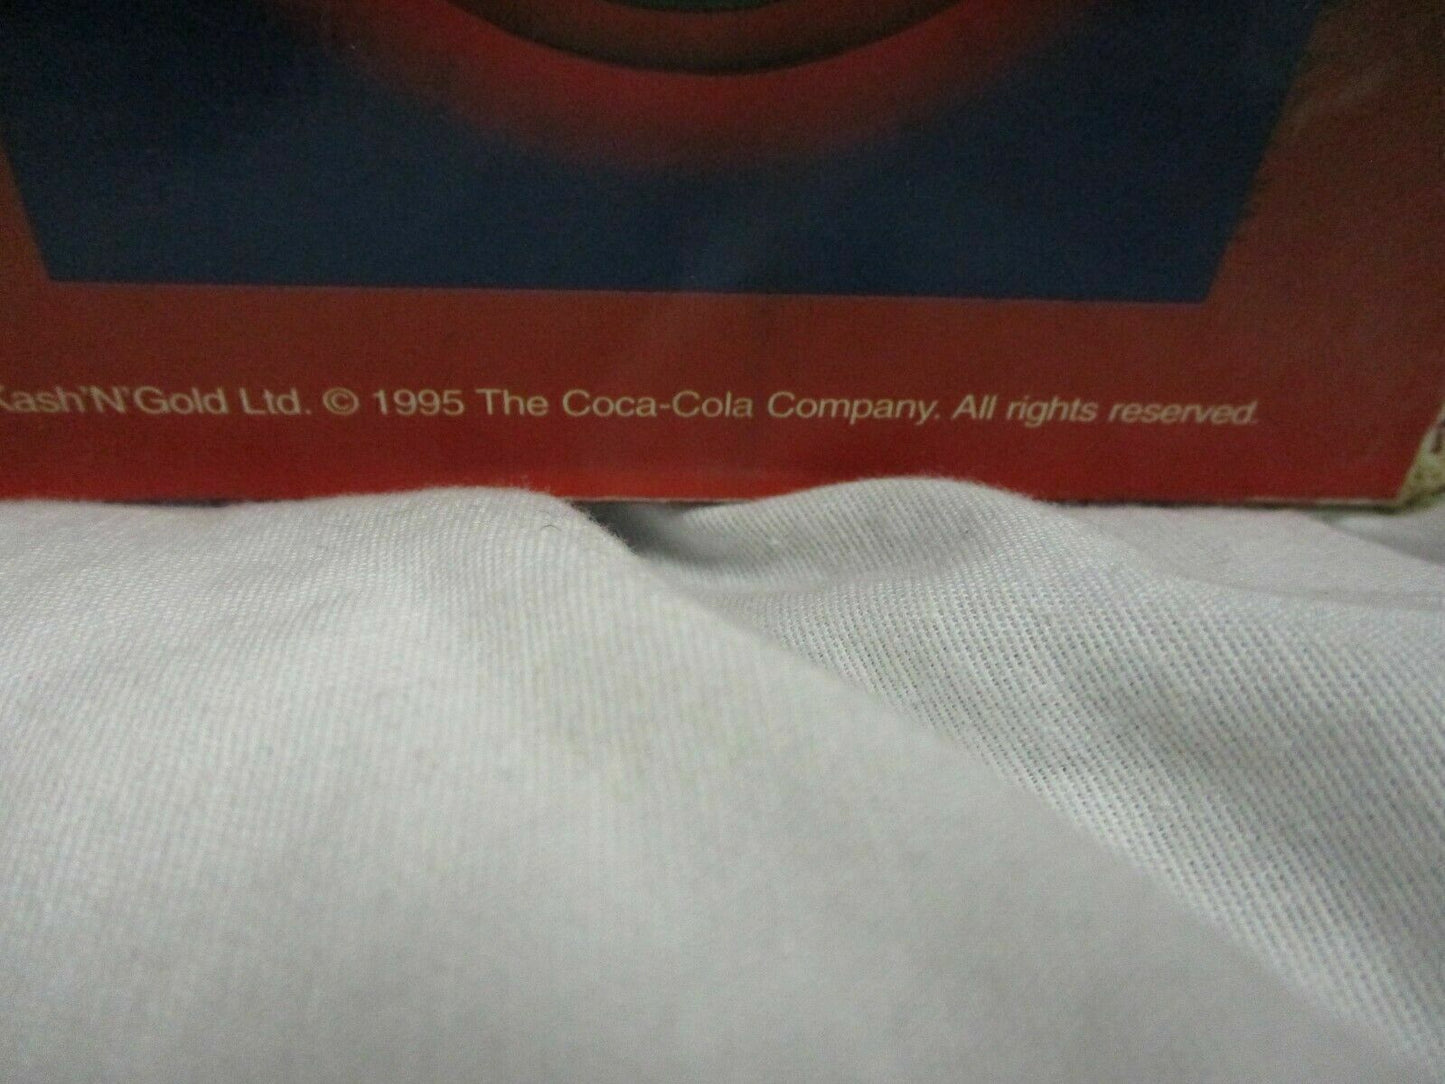 Kash'N'Gold Ltd. © 1995 The Coca-Cola Company. All rights reserved.